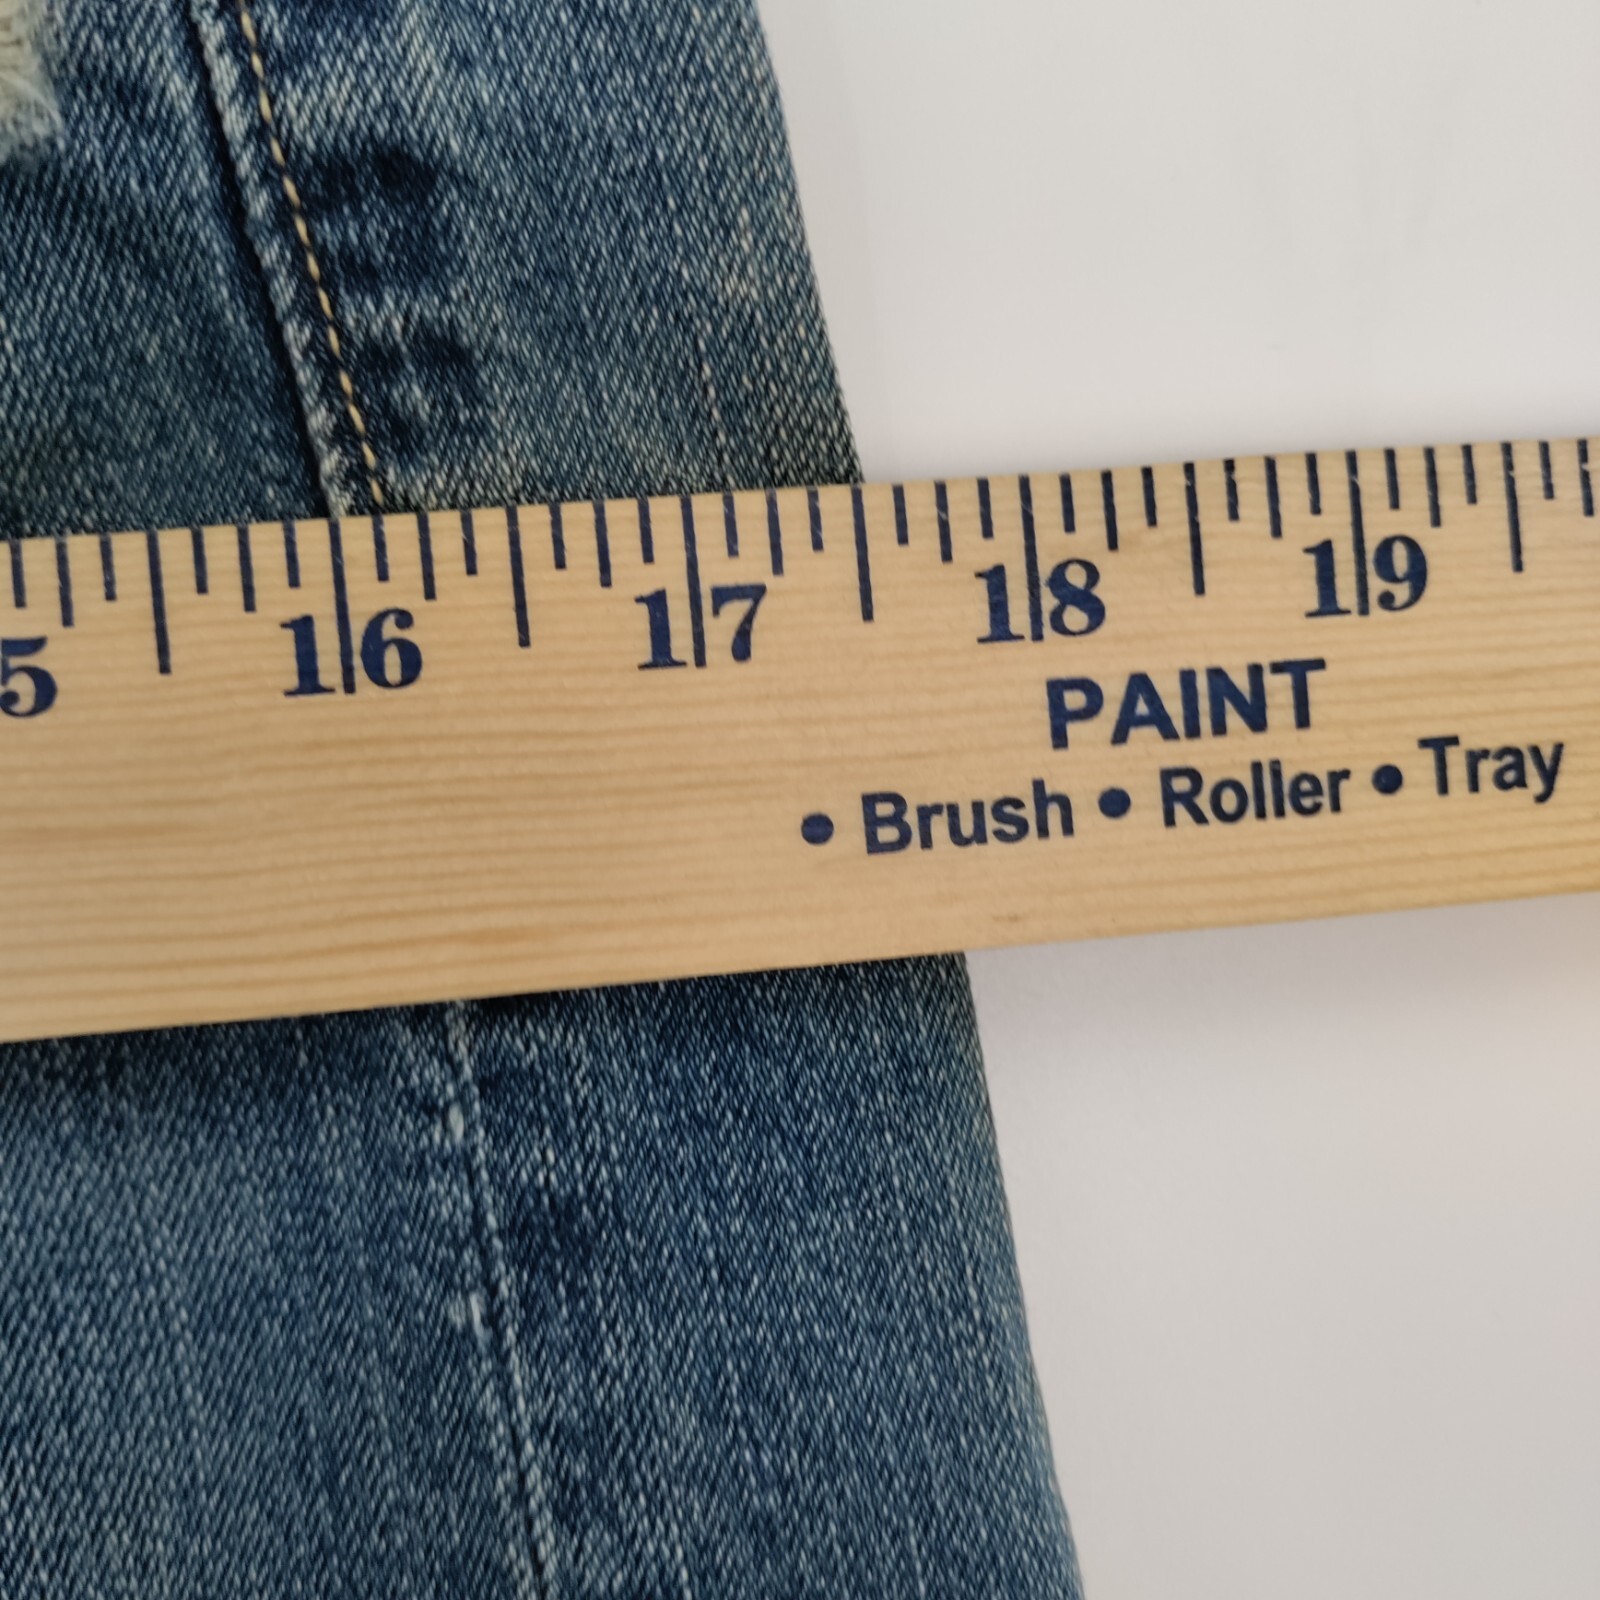 5 16 17 18 19
PAINT
• Brush • Roller • Tray